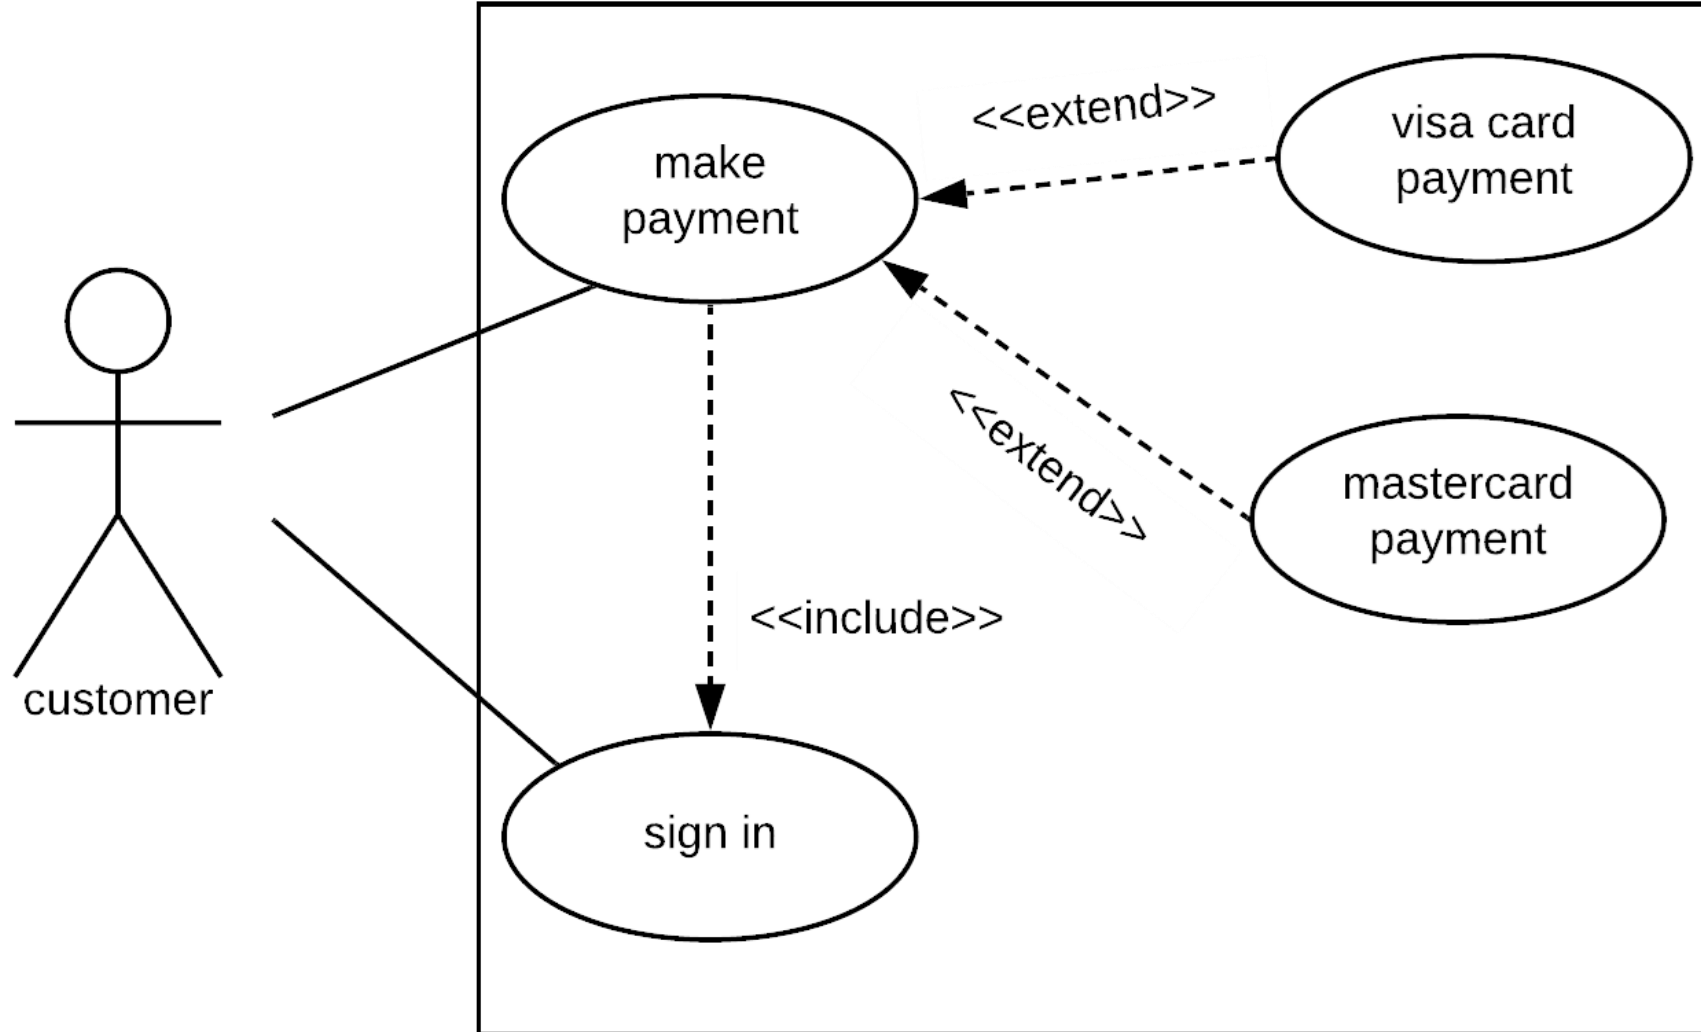 <<extend>>
visa card
payment
make
payment
<<extend>>
mastercard
payment
<<include>>
customer
sign in